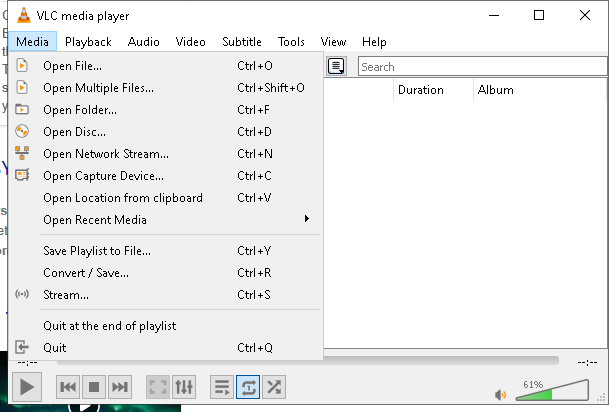 VLC media player
Media Playback Audio Video Subtitle Tools View Help
Open File... Ctrl+O
Open Multiple Files... Ctrl+Shift+O
Open Folder... Ctrl+F
Open Disc... Ctrl+D
Open Network Stream... Ctrl+N
Open Capture Device... Ctrl+C
Open Location from clipboard Ctrl+V
Open Recent Media
Save Playlist to File... Ctrl+Y
Convert / Save... Ctrl+R
Stream... Ctrl+S
Quit at the end of playlist
Quit Ctrl+Q
Search
Duration Album
--:-- --:--
61%